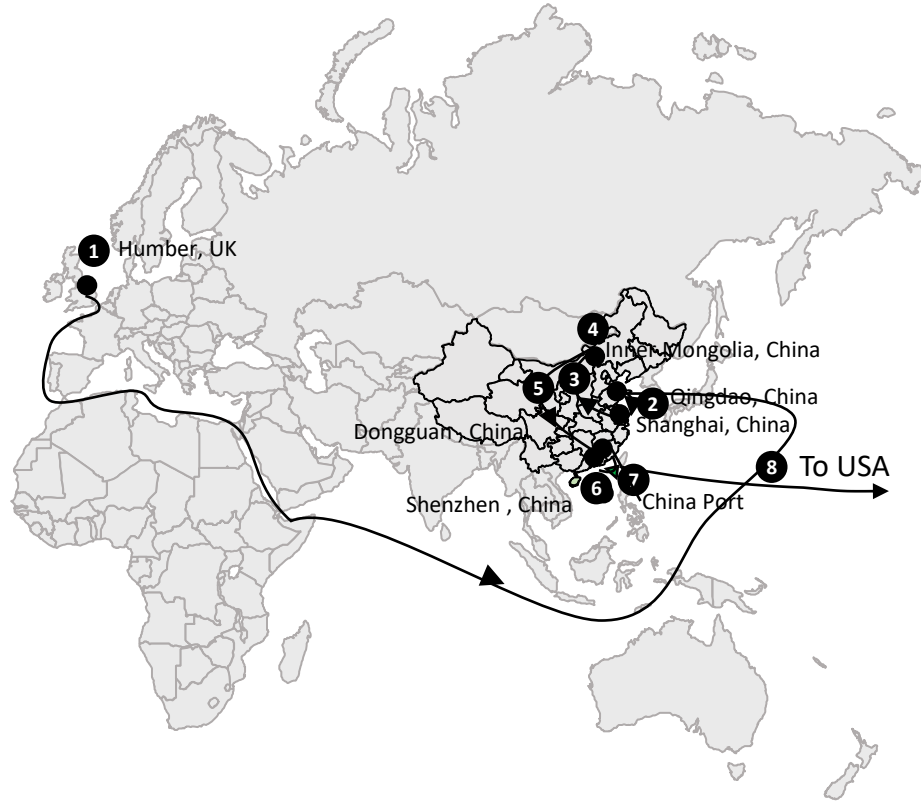 1 Humber, UK
4
Inner Mongolia, China
5 3
2 Qingdao, China
Dongguan , China
Shanghai, China
8 To USA
6 7
Shenzhen , China
China Port